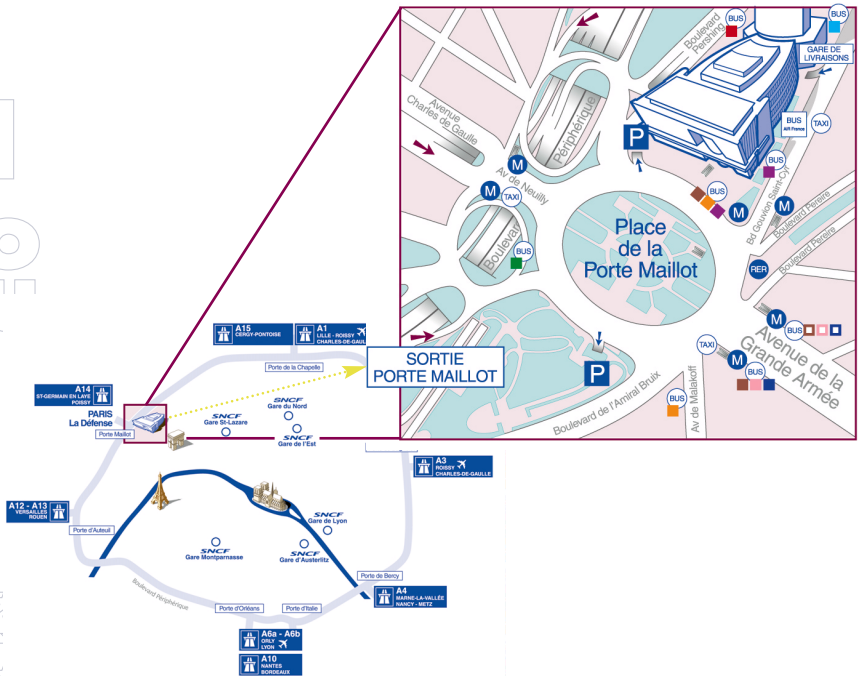 BUS
BUS
Boulevard
Pershing
GARE DE
LIVRAISONS
Avenue
Charles de Gaulle
Périphérique
P
BUS
AIR France
TAXI
M
Av de Neuilly
M
TAXI
BUS
BUS
M
M
Bd Gouvion Saint-Cyr
Boulevard Pereire
Boulevard Pereire
Place
de la
Porte Maillot
Boulevard
BUS
RER
M
BUS
Avenue de la
Grande Armée
TAXI
M
P
BUS
Av de Malakoff
Boulevard de l'Amiral Bruix
SORTIE
PORTE MAILLOT
A15
CERGY-PONTOISE
A1
LILLE - ROISSY
CHARLES-DE-GAUL
Porte de la Chapelle
A14
ST-GERMAIN EN LAYE
POISSY
PARIS
La Défense
Porte Maillot
SNCF
Gare du Nord
SNCF
Gare St-Lazare
SNCF
Gare de l'Est
A3
ROISSY
CHARLES-DE-GAULLE
A12 - A13
VERSAILLES
ROUEN
Porte d'Auteuil
SNCF
Gare de Lyon
SNCF
Gare Montparnasse
SNCF
Gare d'Austerlitz
Porte de Bercy
A4
MARNE-LA-VALLÉE
NANCY - METZ
Boulevard Périphérique
Porte d'Orléans
Porte d'Italie
A6a - A6b
ORLY
LYON
A10
NANTES
BORDEAUX